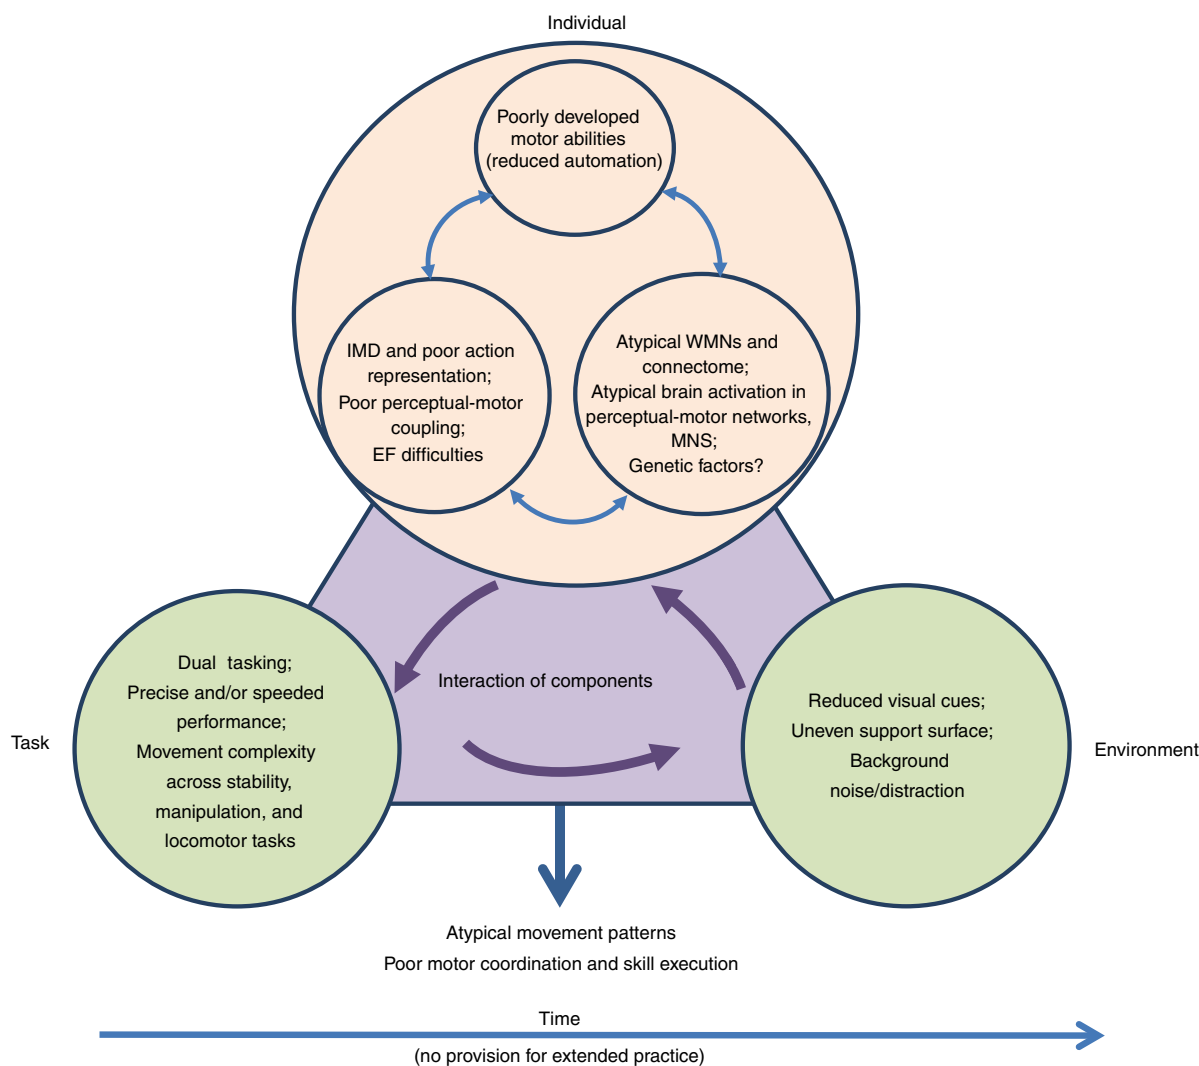 Individual
Poorly developed
motor abilities
(reduced automation)
IMD and poor action
representation;
Poor perceptual-motor
coupling;
EF difficulties
Atypical WMNs and
connectome;
Atypical brain activation in
perceptual-motor networks,
MNS;
Genetic factors?
Task
Dual tasking;
Precise and/or speeded
performance;
Movement complexity
across stability,
manipulation, and
locomotor tasks
Interaction of components
Reduced visual cues;
Uneven support surface;
Background
noise/distraction
Environment
Atypical movement patterns
Poor motor coordination and skill execution
Time
(no provision for extended practice)